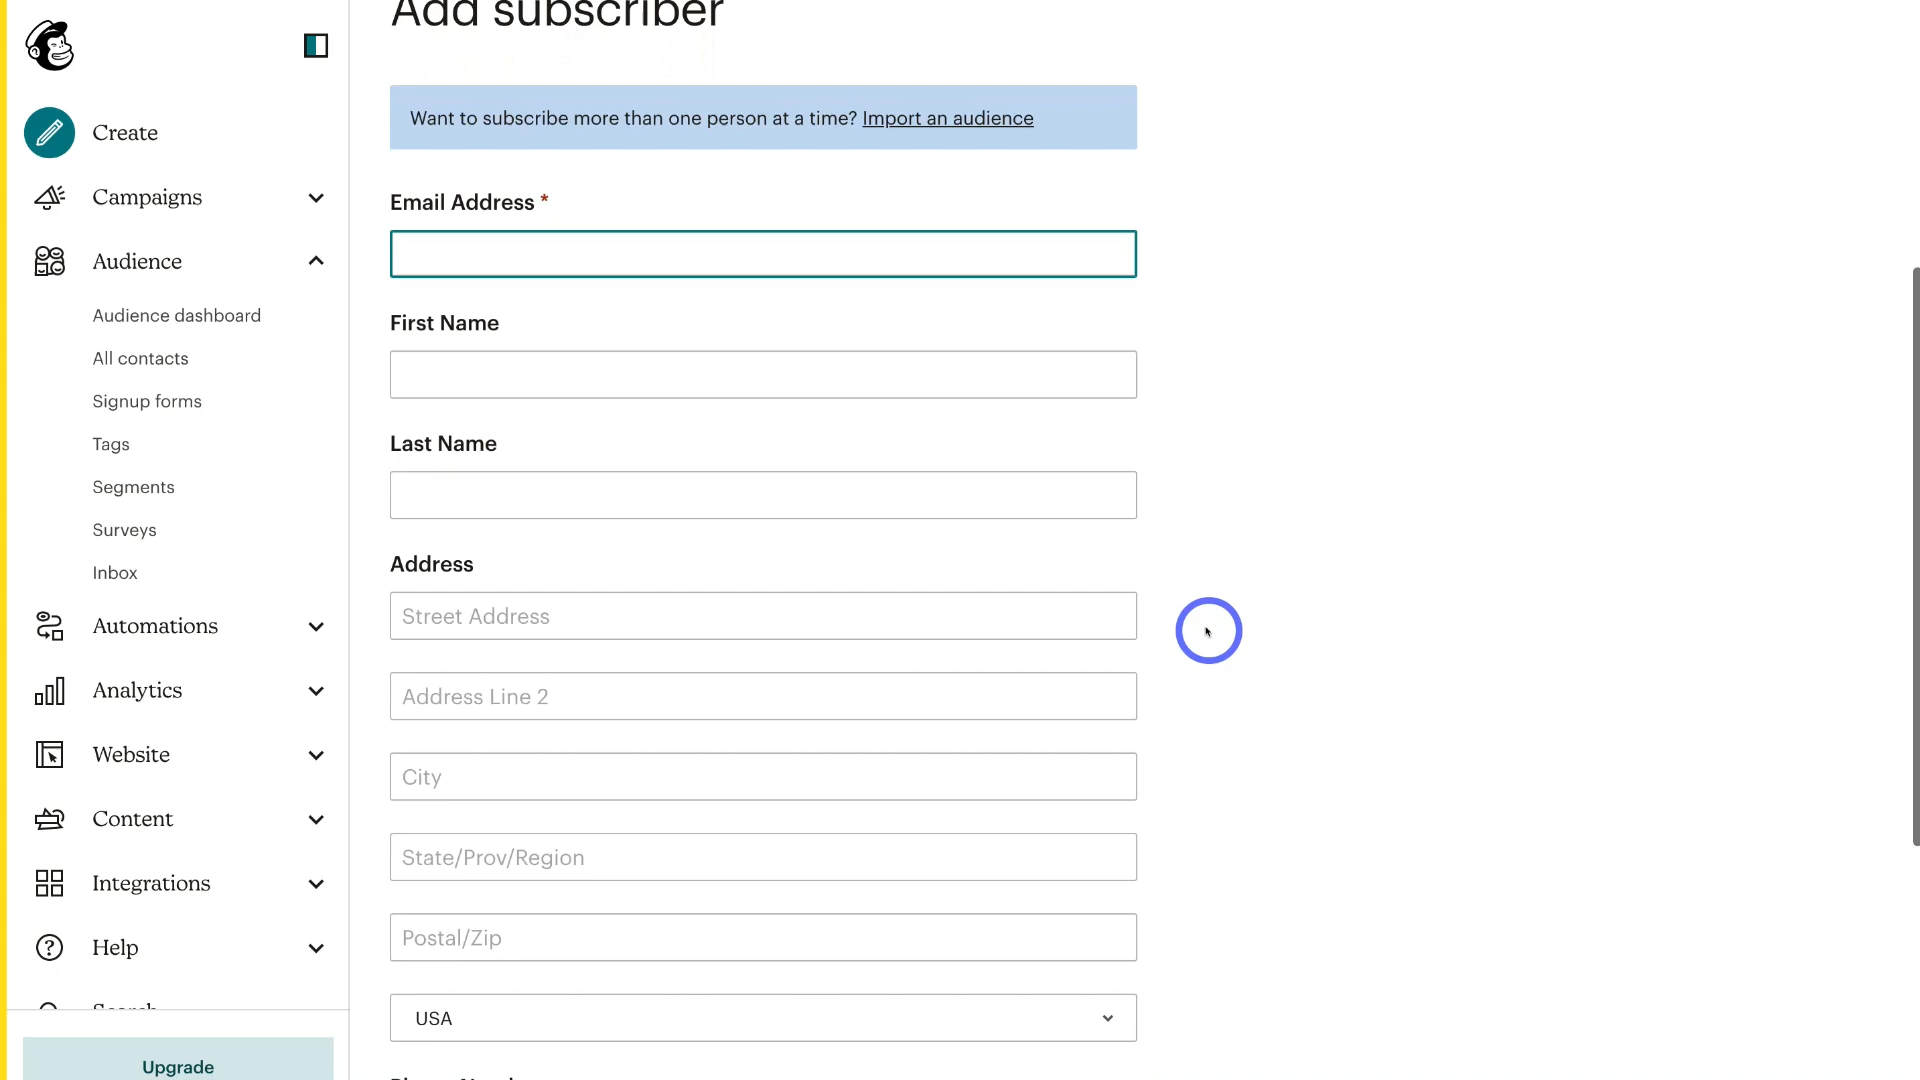 Add subscriber
Want to subscribe more than one person at a time? Import an audience
Create
Campaigns
Audience
Audience dashboard
All contacts
Signup forms
Tags
Segments
Surveys
Inbox
Automations
Analytics
Website
Content
Integrations
Help
Search
Upgrade
Email Address *
First Name
Last Name
Address
Street Address
Address Line 2
City
State/Prov/Region
Postal/Zip
USA